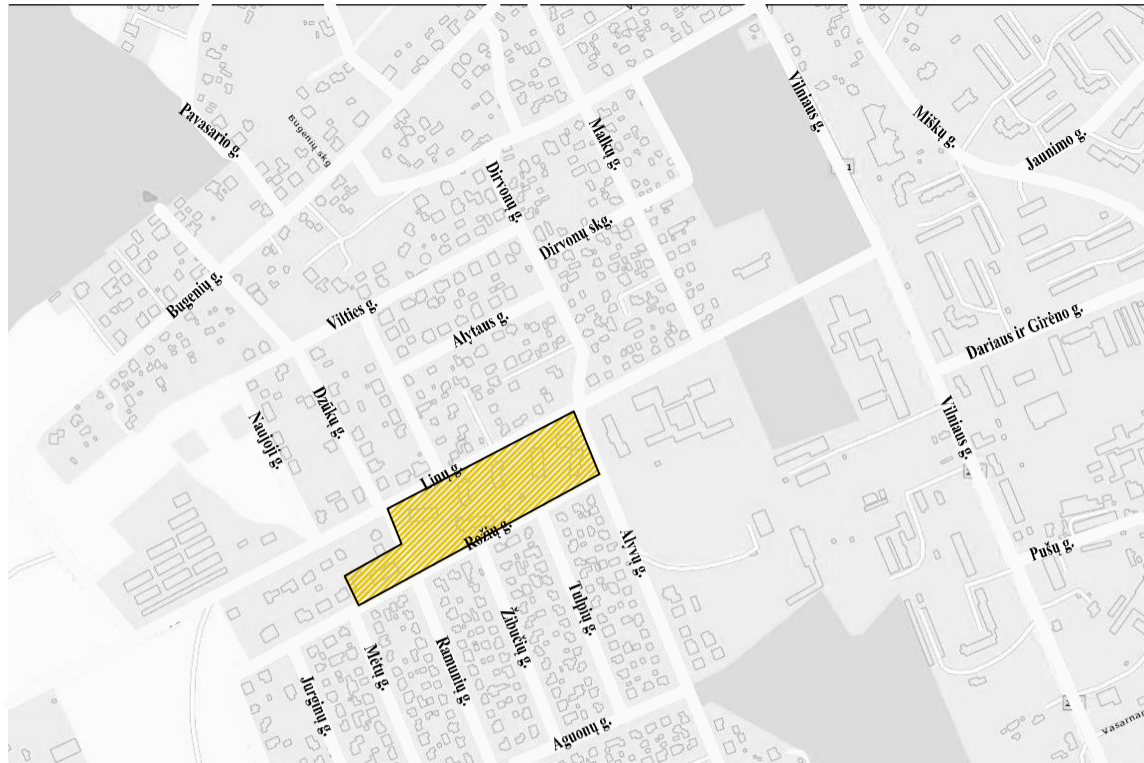 Pavasario g.
Bugenių skg
Vilniaus g.
Miškų g.
Jaunimo g.
Malkų g.
Dirvonų g.
Dirvonų skg.
Bugenių g.
Vilties g.
Alytaus g.
Dariaus ir Girėno g.
Naujoji g.
Dzūkų g.
Vilniaus g.
Linų g.
Rožių g.
Alyvų g.
Pušų g.
Tulpių g.
Žibučių g.
Ramunių g.
Mėtų g.
Jurginų g.
Aguonų g.
Vasarnar